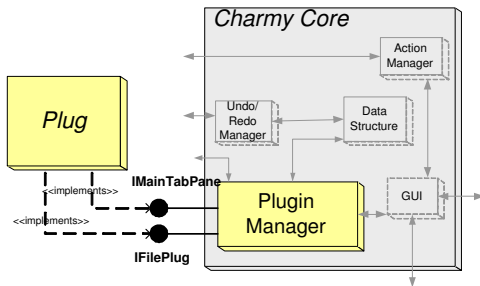 Charmy Core
Action
Manager
Plug
Undo/
Redo
Manager
Data
Structure
IMainTabPane
<<implements>>
Plugin
Manager
GUI
<<implements>>
IFilePlug